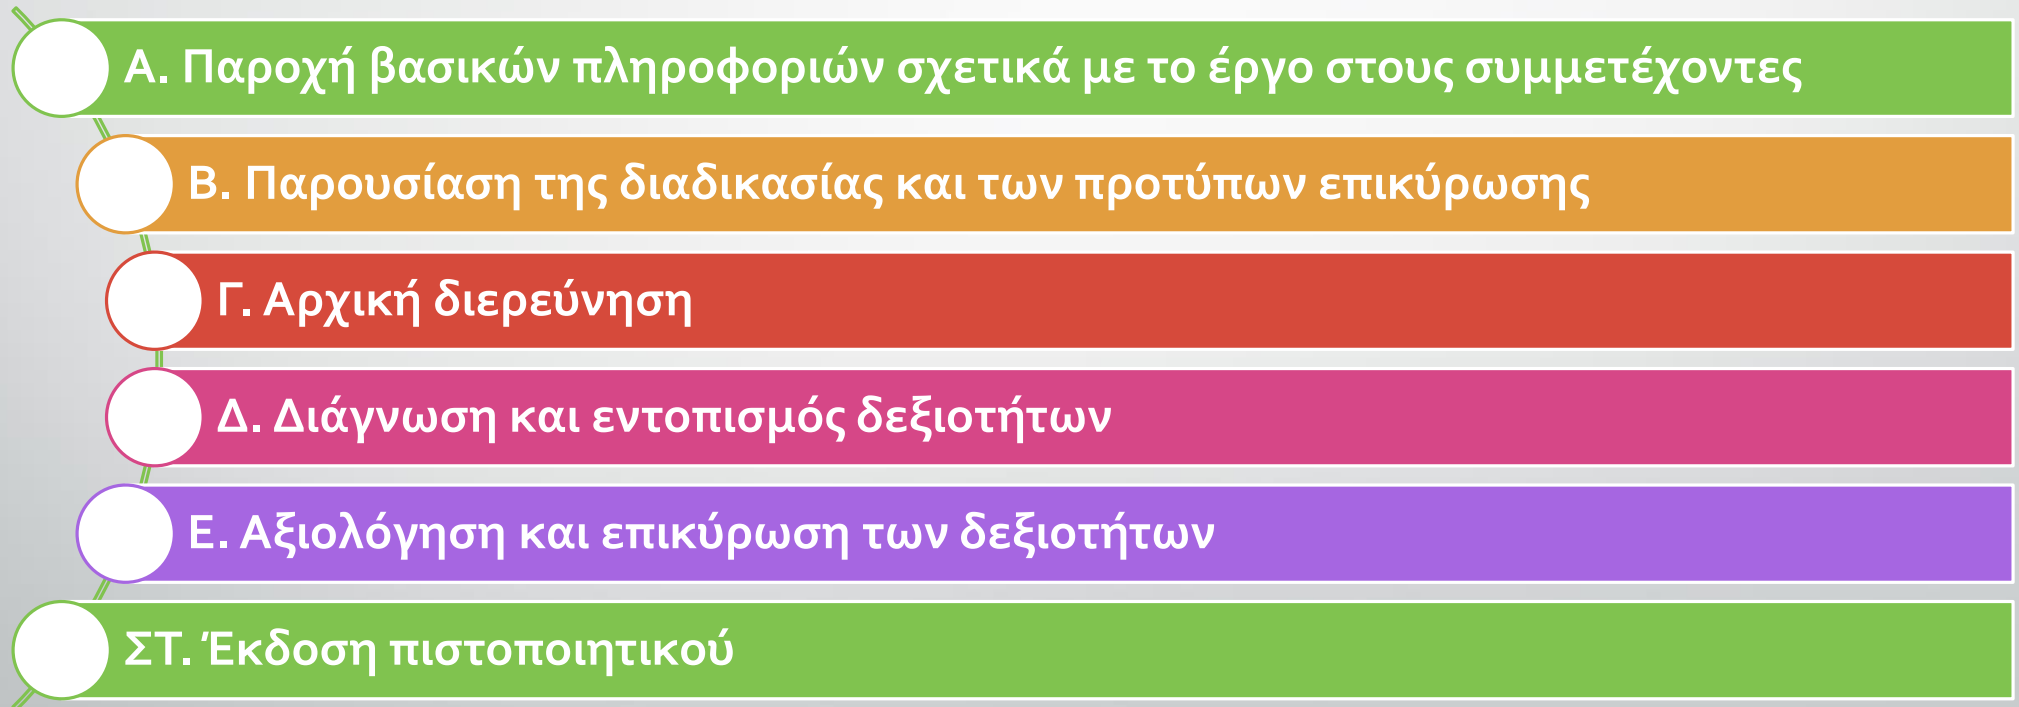 Α. Παροχή βασικών πληροφοριών σχετικά με το έργο στους συμμετέχοντες
Β. Παρουσίαση της διαδικασίας και των προτύπων επικύρωσης
Γ. Αρχική διερεύνηση
Δ. Διάγνωση και εντοπισμός δεξιοτήτων
Ε. Αξιολόγηση και επικύρωση των δεξιοτήτων
ΣΤ. Έκδοση πιστοποιητικού